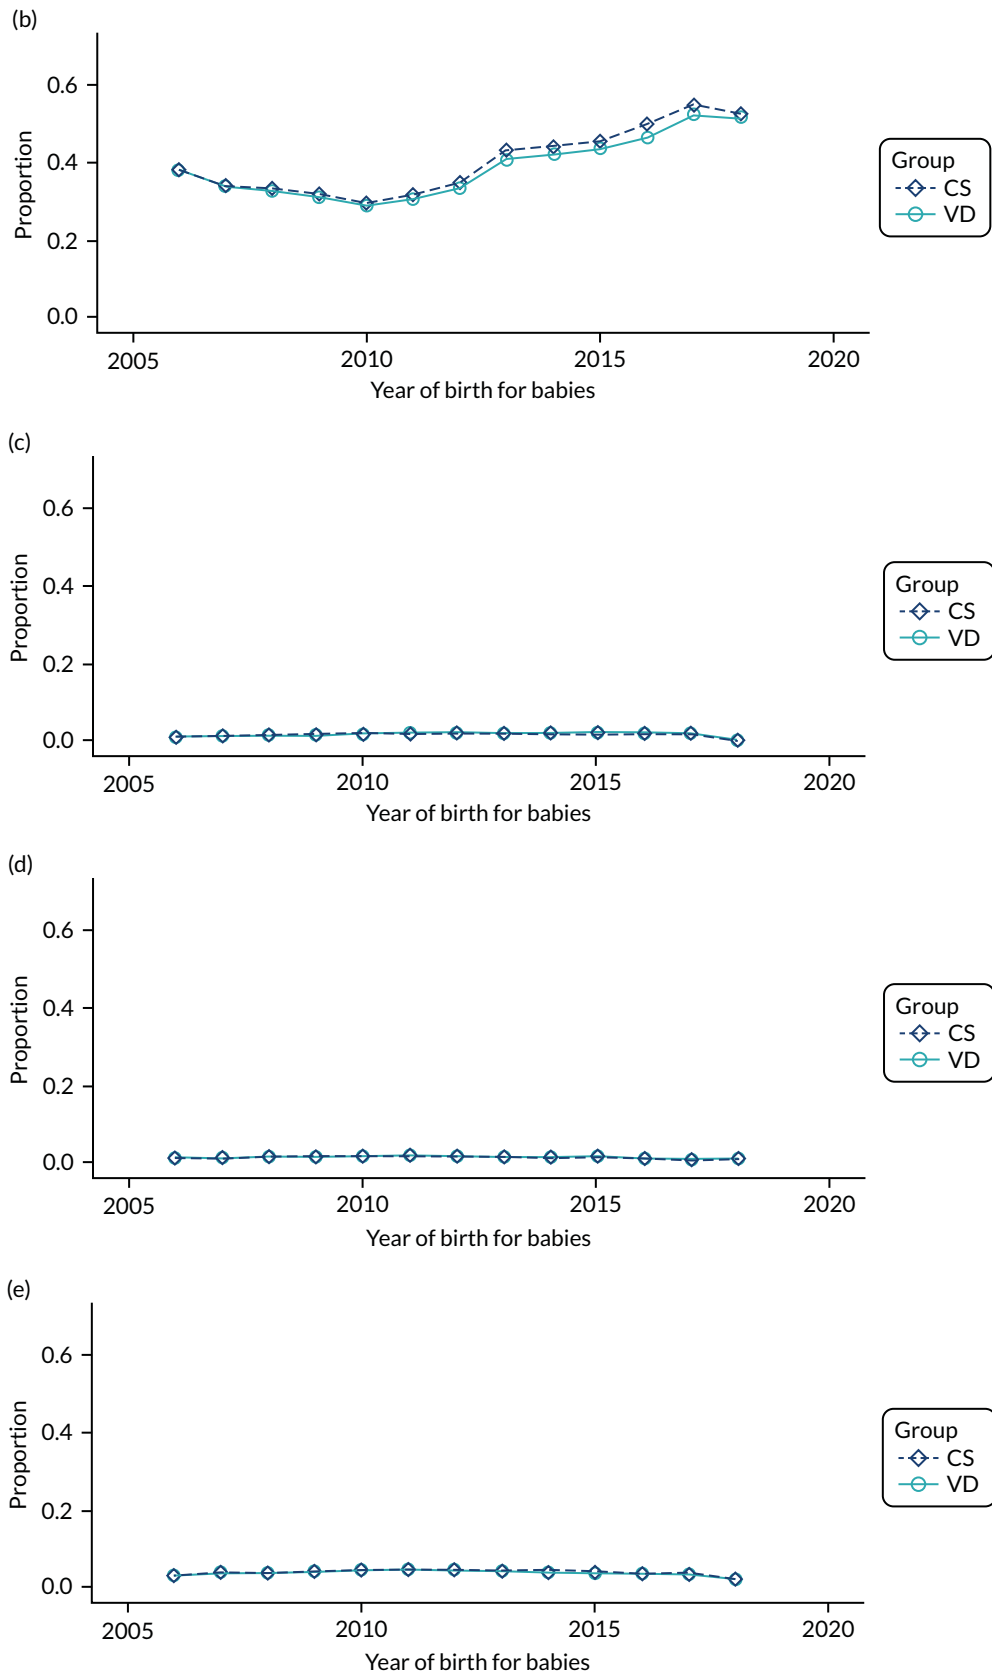 (b)
0.6
0.4
0.2
0.0
Proportion
2005 2010 2015 2020
Year of birth for babies
Group
CS
VD
(c)
0.6
0.4
0.2
0.0
Proportion
2005 2010 2015 2020
Year of birth for babies
Group
CS
VD
(d)
0.6
0.4
0.2
0.0
Proportion
2005 2010 2015 2020
Year of birth for babies
Group
CS
VD
(e)
0.6
0.4
0.2
0.0
Proportion
2005 2010 2015 2020
Year of birth for babies
Group
CS
VD